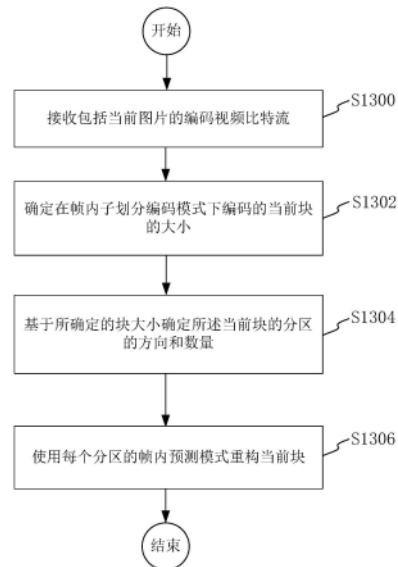 开始
接收包括当前图片的编码视频比特流
S1300
确定在帧内子划分编码模式下编码的当前块
的大小
S1302
基于所确定的块大小确定所述当前块的分区
的方向和数量
S1304
使用每个分区的帧内预测模式重构当前块
S1306
结束